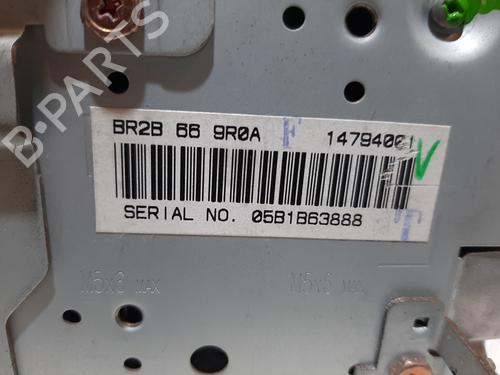 B-PARTS
BR2B 66 9R0A F 14794001
V
SERIAL NO. 05B1B63888
M5x6 MAX M5x6 MAX